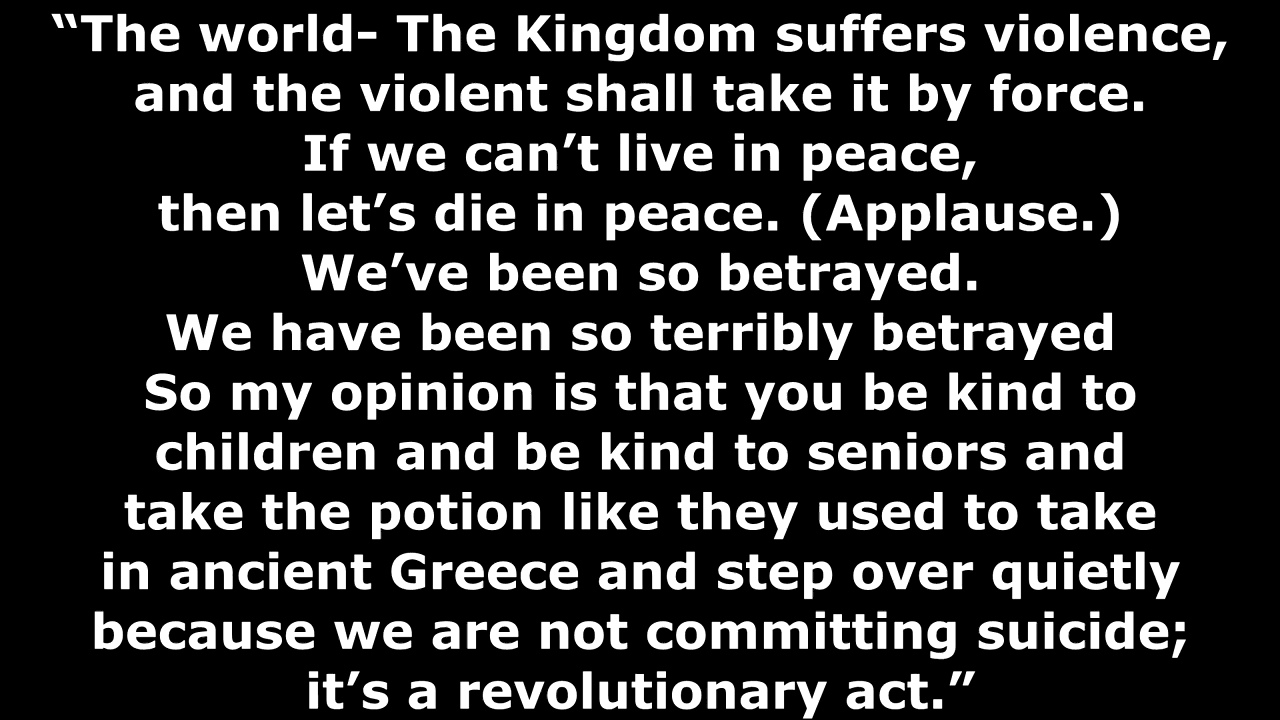 “The world- The Kingdom suffers violence,
and the violent shall take it by force.
If we can’t live in peace,
then let’s die in peace. (Applause.)
We’ve been so betrayed.
We have been so terribly betrayed
So my opinion is that you be kind to
children and be kind to seniors and
take the potion like they used to take
in ancient Greece and step over quietly
because we are not committing suicide;
it’s a revolutionary act.”